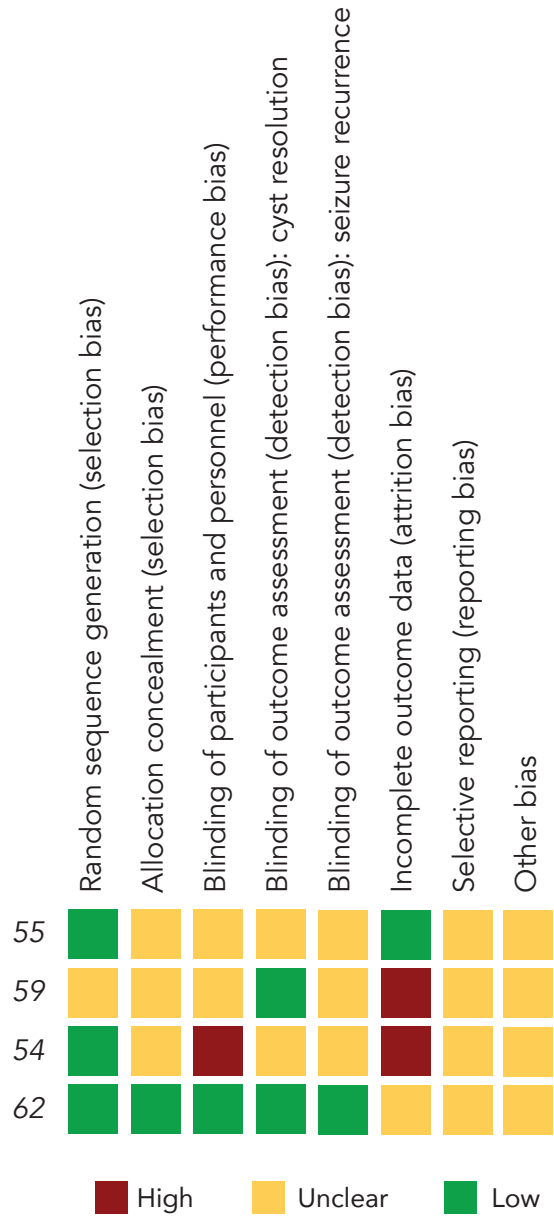 Random sequence generation (selection bias)
Allocation concealment (selection bias)
Blinding of participants and personnel (performance bias)
Blinding of outcome assessment (detection bias): cyst resolution
Blinding of outcome assessment (detection bias): seizure recurrence
Incomplete outcome data (attrition bias)
Selective reporting (reporting bias)
Other bias
55
59
54
62
High Unclear Low